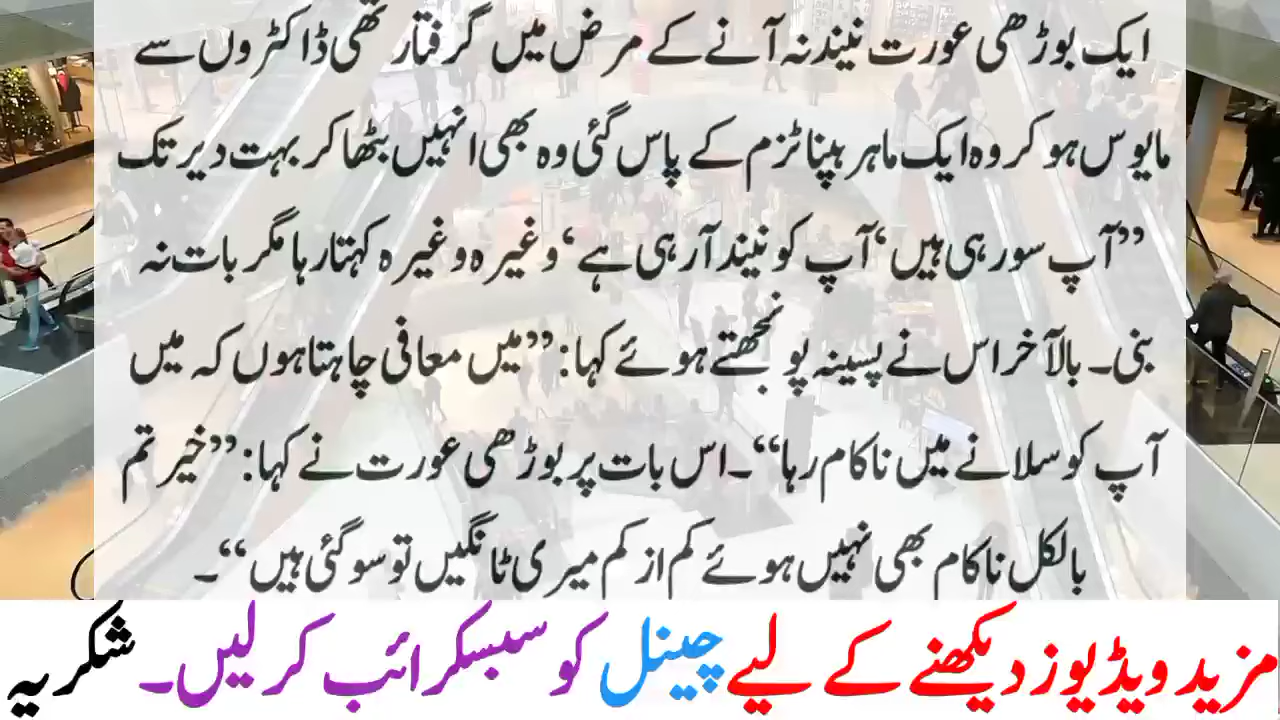 ایک بوڑھی عورت نیند نہ آنے کے مرض میں گرفتار تھی ڈاکٹروں سے
مایوس ہو کر وہ ایک ماہر ہپناٹزم کے پاس گئی وہ بھی انہیں بٹھا کر بہت دیر تک
”آپ سو رہی ہیں‘ آپ کو نیند آ رہی ہے‘ وغیرہ وغیرہ کہتا رہا مگر بات نہ
بنی۔ بالآخر اس نے پسینہ پونجھتے ہوئے کہا: ”میں معافی چاہتا ہوں کہ میں
آپ کو سلانے میں ناکام رہا“۔ اس بات پر بوڑھی عورت نے کہا: ”خیر تم
بالکل ناکام بھی نہیں ہوئے کم از کم میری ٹانگیں تو سو گئی ہیں“۔
مزید ویڈیوز دیکھنے کے لیے چینل کو سبسکرائب کر لیں۔ شکریہ